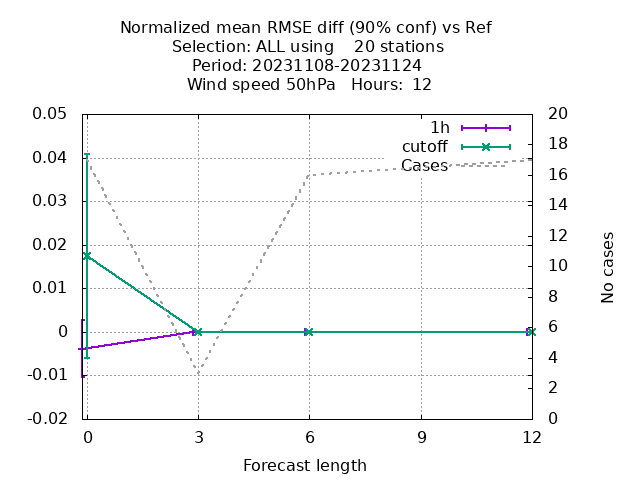 Normalized mean RMSE diff (90% conf) vs Ref
Selection: ALL using    20 stations
Period: 20231108-20231124
Wind speed 50hPa   Hours:  12
0.05
0.04
0.03
0.02
0.01
0
-0.01
-0.02
1h
cutoff
Cases
20
18
16
14
12
10
8
6
4
2
0
No cases
0 3 6 9 12
Forecast length